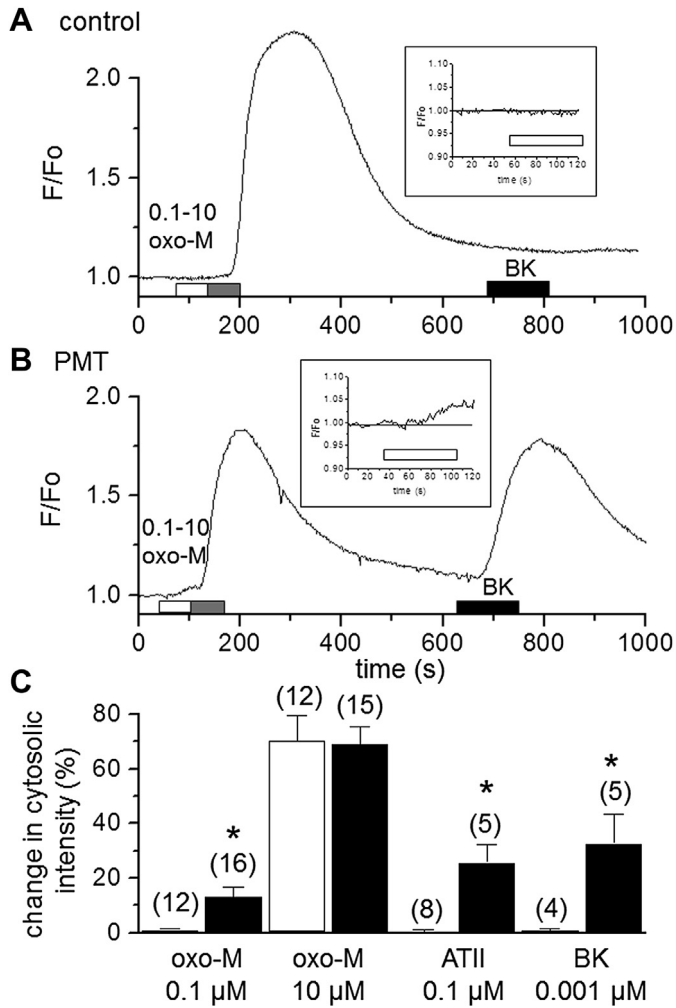 A control
F/Fo
2.0
1.5
1.0
0.1-10
oxo-M
BK
0 200 400 600 800 1000
F/Fo
1.10
1.05
1.00
0.95
0.90
0 20 40 60 80 100 120
time (s)
B PMT
F/Fo
2.0
1.5
1.0
0.1-10
oxo-M
BK
0 200 400 600 800 1000
time (s)
F/Fo
1.10
1.05
1.00
0.95
0.90
0 20 40 60 80 100 120
time (s)
C
change in cytosolic
intensity (%)
80
60
40
20
0
(12) (16) (12) (15) (8) (5) (4) (5)
* * *
oxo-M oxo-M ATII BK
0.1 µM 10 µM 0.1 µM 0.001 µM